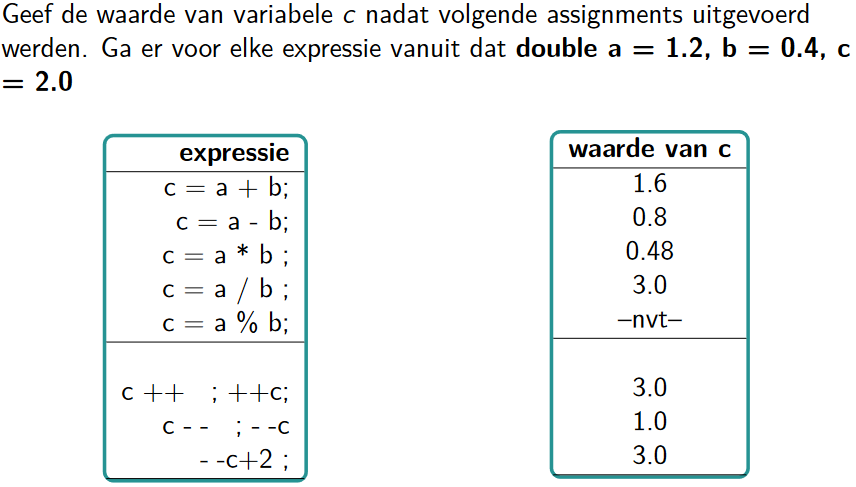 Geef de waarde van variabele c nadat volgende assignments uitgevoerd
werden. Ga er voor elke expressie vanuit dat double a = 1.2, b = 0.4, c
= 2.0
expressie
c = a + b;
c = a - b;
c = a * b ;
c = a / b ;
c = a % b;
c ++ ; ++c;
c - - ; - -c
- -c+2 ;
waarde van c
1.6
0.8
0.48
3.0
–nvt–
3.0
1.0
3.0